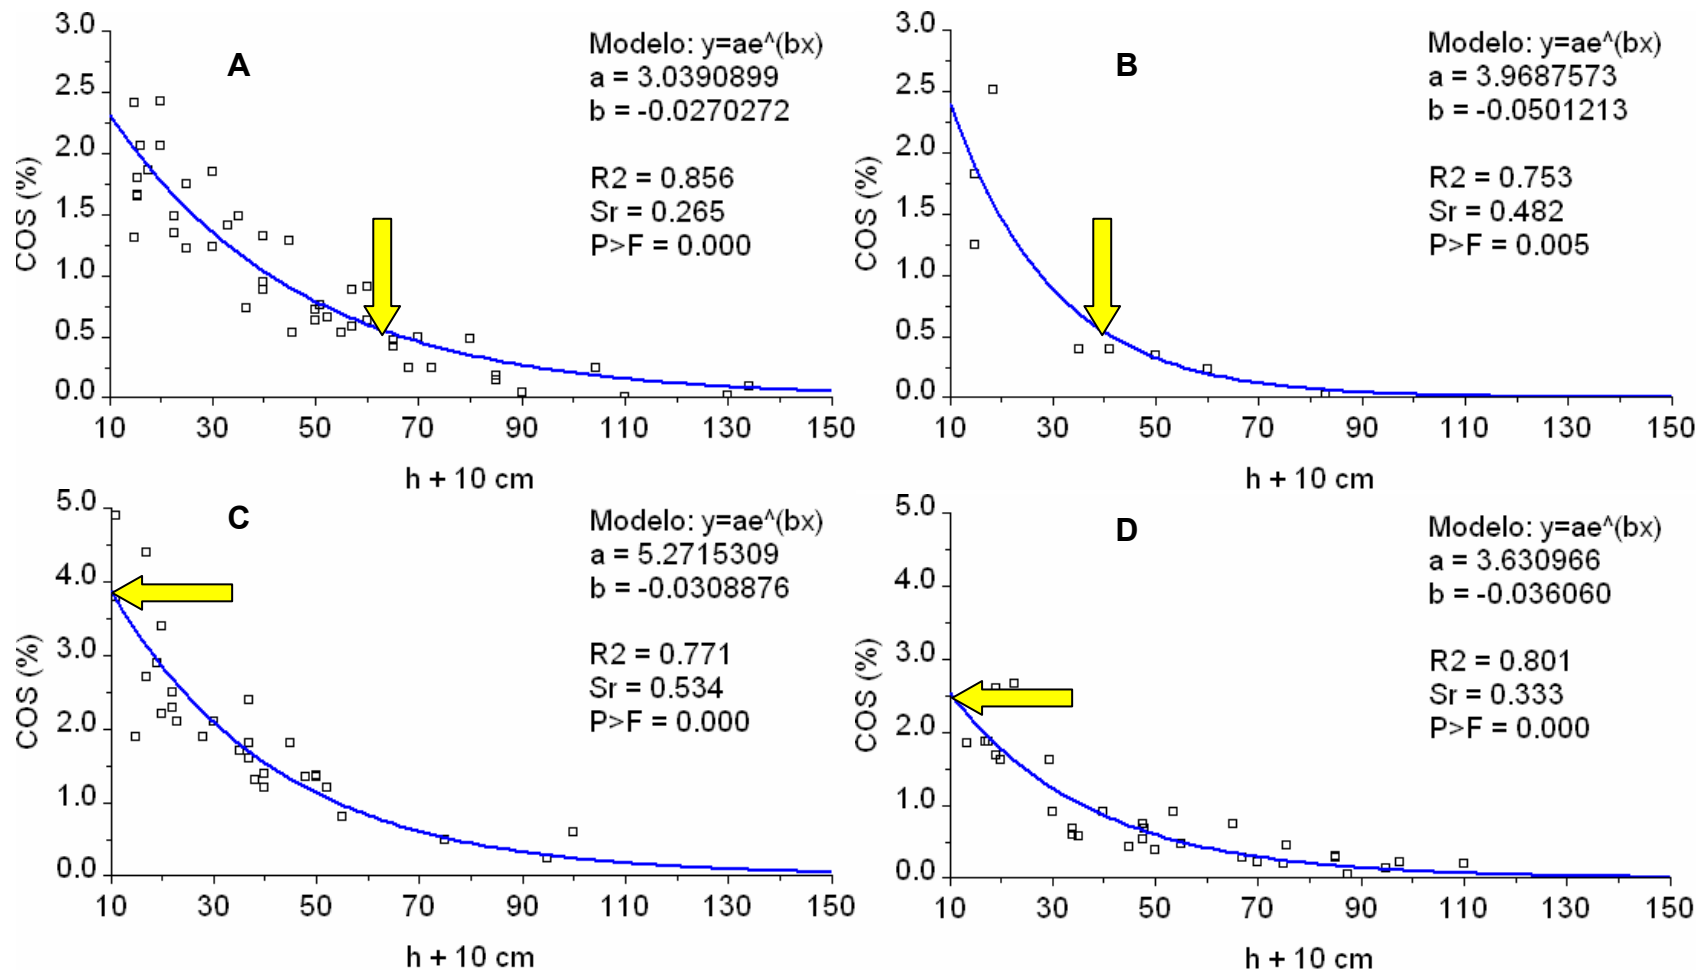 A
3.0
2.5
2.0
1.5
1.0
0.5
0.0
COS (%)
Modelo: y=ae^(bx)
a = 3.0390899
b = -0.0270272
R2 = 0.856
Sr = 0.265
P>F = 0.000
10 30 50 70 90 110 130 150
h + 10 cm
B
3.0
2.5
2.0
1.5
1.0
0.5
0.0
COS (%)
Modelo: y=ae^(bx)
a = 3.9687573
b = -0.0501213
R2 = 0.753
Sr = 0.482
P>F = 0.005
10 30 50 70 90 110 130 150
h + 10 cm
C
5.0
4.0
3.0
2.0
1.0
0.0
COS (%)
Modelo: y=ae^(bx)
a = 5.2715309
b = -0.0308876
R2 = 0.771
Sr = 0.534
P>F = 0.000
10 30 50 70 90 110 130 150
h + 10 cm
D
5.0
4.0
3.0
2.0
1.0
0.0
COS (%)
Modelo: y=ae^(bx)
a = 3.630966
b = -0.036060
R2 = 0.801
Sr = 0.333
P>F = 0.000
10 30 50 70 90 110 130 150
h + 10 cm